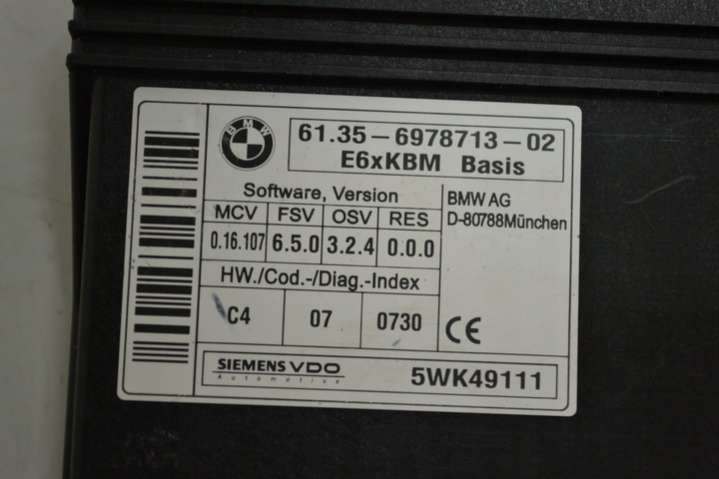 BMW
61.35-6978713-02
E6xKBM Basis
Software, Version
MCV FSV OSV RES
0.16.107 6.5.0 3.2.4 0.0.0
HW./Cod.-/Diag.-Index
C4 07 0730
BMW AG
D-80788München
CE
SIEMENS VDO
Automotive
5WK49111